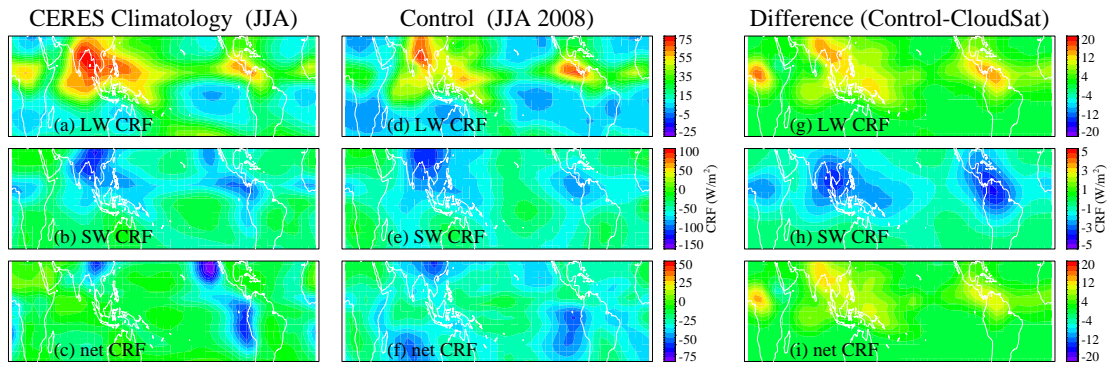 CERES Climatology (JJA)
Control (JJA 2008)
Difference (Control-CloudSat)
(a) LW CRF
(d) LW CRF
75
55
35
15
-5
-25
(g) LW CRF
20
12
4
-4
-12
-20
(b) SW CRF
(e) SW CRF
100
50
0
-50
-100
-150
CRF (W/m²)
(h) SW CRF
5
3
1
-1
-3
-5
CRF (W/m²)
(c) net CRF
(f) net CRF
50
25
0
-25
-50
-75
(i) net CRF
20
12
4
-4
-12
-20